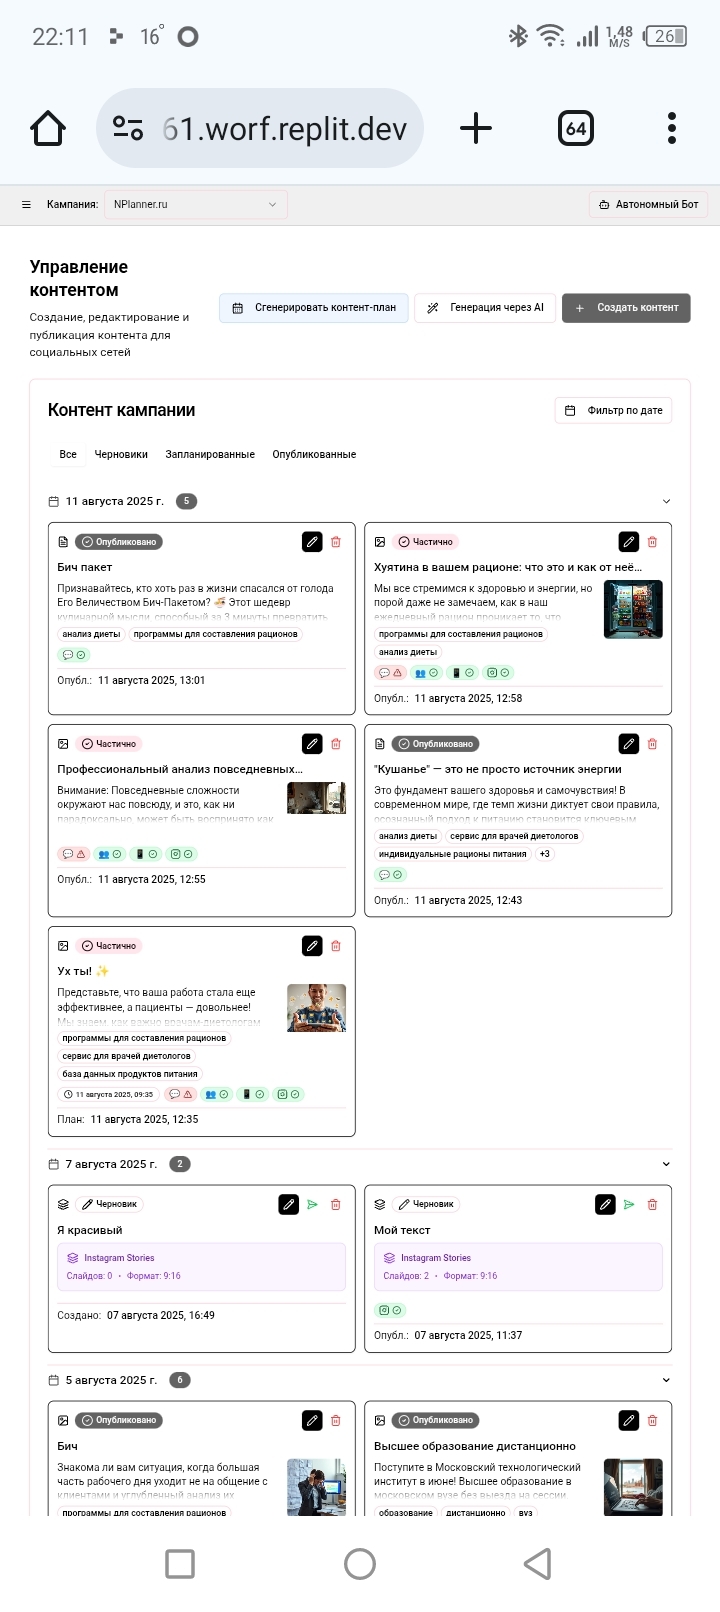 22:11
16°
1,48
M/S
26
61.worf.replit.dev
64
Кампания:
NPlanner.ru
Автономный Бот
Управление
контентом
Создание, редактирование и
публикация контента для
социальных сетей
Сгенерировать контент-план
Генерация через AI
Создать контент
Контент кампании
Фильтр по дате
Все Черновики Запланированные Опубликованные
11 августа 2025 г. 5
Опубликовано
Бич пакет
Признавайтесь, кто хоть раз в жизни спасался от голода
Его Величеством Бич-Пакетом? 🍜 Этот шедевр
кулинарной мысли, способный за 3 минуты превратить
анализ диеты программы для составления рационов
Опубл.: 11 августа 2025, 13:01
Частично
Хуятина в вашем рационе: что это и как от неё...
Мы все стремимся к здоровью и энергии, но
порой даже не замечаем, как в наш
ежедневный рацион проникает то, что
программы для составления рационов
анализ диеты
Опубл.: 11 августа 2025, 12:58
Частично
Профессиональный анализ повседневных...
Внимание: Повседневные сложности
окружают нас повсюду, и это, как ни
парадоксально, может быть воспринято как
Опубл.: 11 августа 2025, 12:55
Опубликовано
"Кушанье" — это не просто источник энергии
Это фундамент вашего здоровья и самочувствия! В
современном мире, где темп жизни диктует свои правила,
осознанный подход к питанию становится ключевым
анализ диеты сервис для врачей диетологов
индивидуальные рационы питания +3
Опубл.: 11 августа 2025, 12:43
Частично
Ух ты! ✨
Представьте, что ваша работа стала еще
эффективнее, а пациенты — довольнее!
Мы знаем, как важно врачам-диетологам
программы для составления рационов
сервис для врачей диетологов
база данных продуктов питания
11 августа 2025, 09:35
План: 11 августа 2025, 12:35
7 августа 2025 г. 2
Черновик
Я красивый
Instagram Stories
Слайдов: 0 • Формат: 9:16
Создано: 07 августа 2025, 16:49
Черновик
Мой текст
Instagram Stories
Слайдов: 2 • Формат: 9:16
Опубл.: 07 августа 2025, 11:37
5 августа 2025 г. 6
Опубликовано
Бич
Знакома ли вам ситуация, когда большая
часть рабочего дня уходит не на общение с
клиентами и углубленный анализ их
программы для составления рационов
Опубликовано
Высшее образование дистанционно
Поступите в Московский технологический
институт в июне! Высшее образование в
московском вузе без выезда на сессии
образование дистанционно вуз